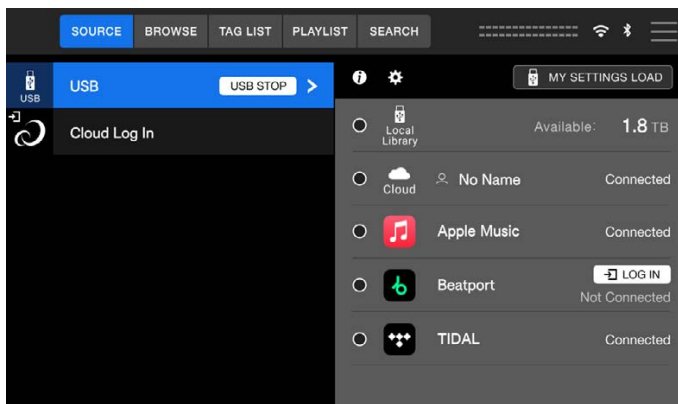 SOURCE BROWSE TAG LIST PLAYLIST SEARCH
USB
USB USB STOP
Cloud Log In
MY SETTINGS LOAD
Local
Library
Available: 1.8 TB
Cloud No Name Connected
Apple Music Connected
Beatport LOG IN
Not Connected
TIDAL Connected